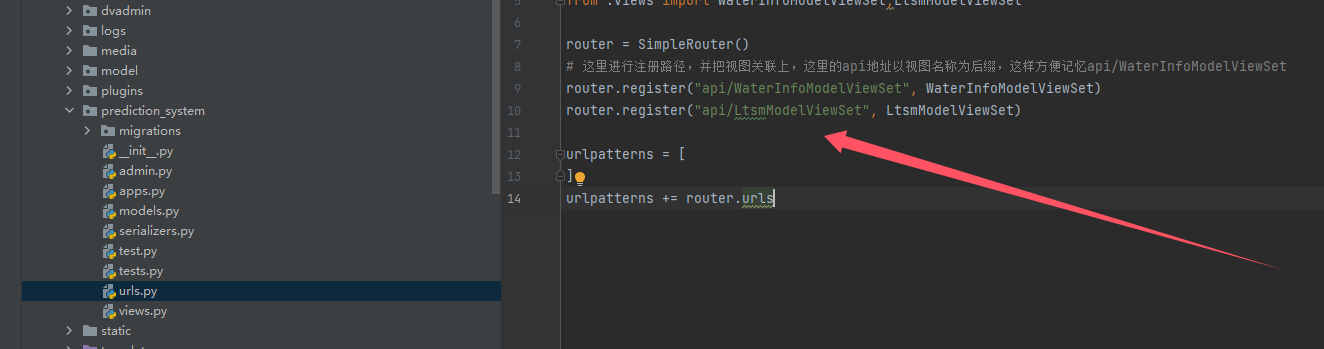 dvadmin
logs
media
model
plugins
prediction_system
migrations
__init__.py
admin.py
apps.py
models.py
serializers.py
test.py
tests.py
urls.py
views.py
static
5 from .views import WaterInfoModelViewSet,LtsmModelViewSet
6
7 router = SimpleRouter()
8 # 这里进行注册路径，并把视图关联上，这里的api地址以视图名称为后缀，这样方便记忆api/WaterInfoModelViewSet
9 router.register("api/WaterInfoModelViewSet", WaterInfoModelViewSet)
10 router.register("api/LtsmModelViewSet", LtsmModelViewSet)
11
12 urlpatterns = [
13 ]
14 urlpatterns += router.urls